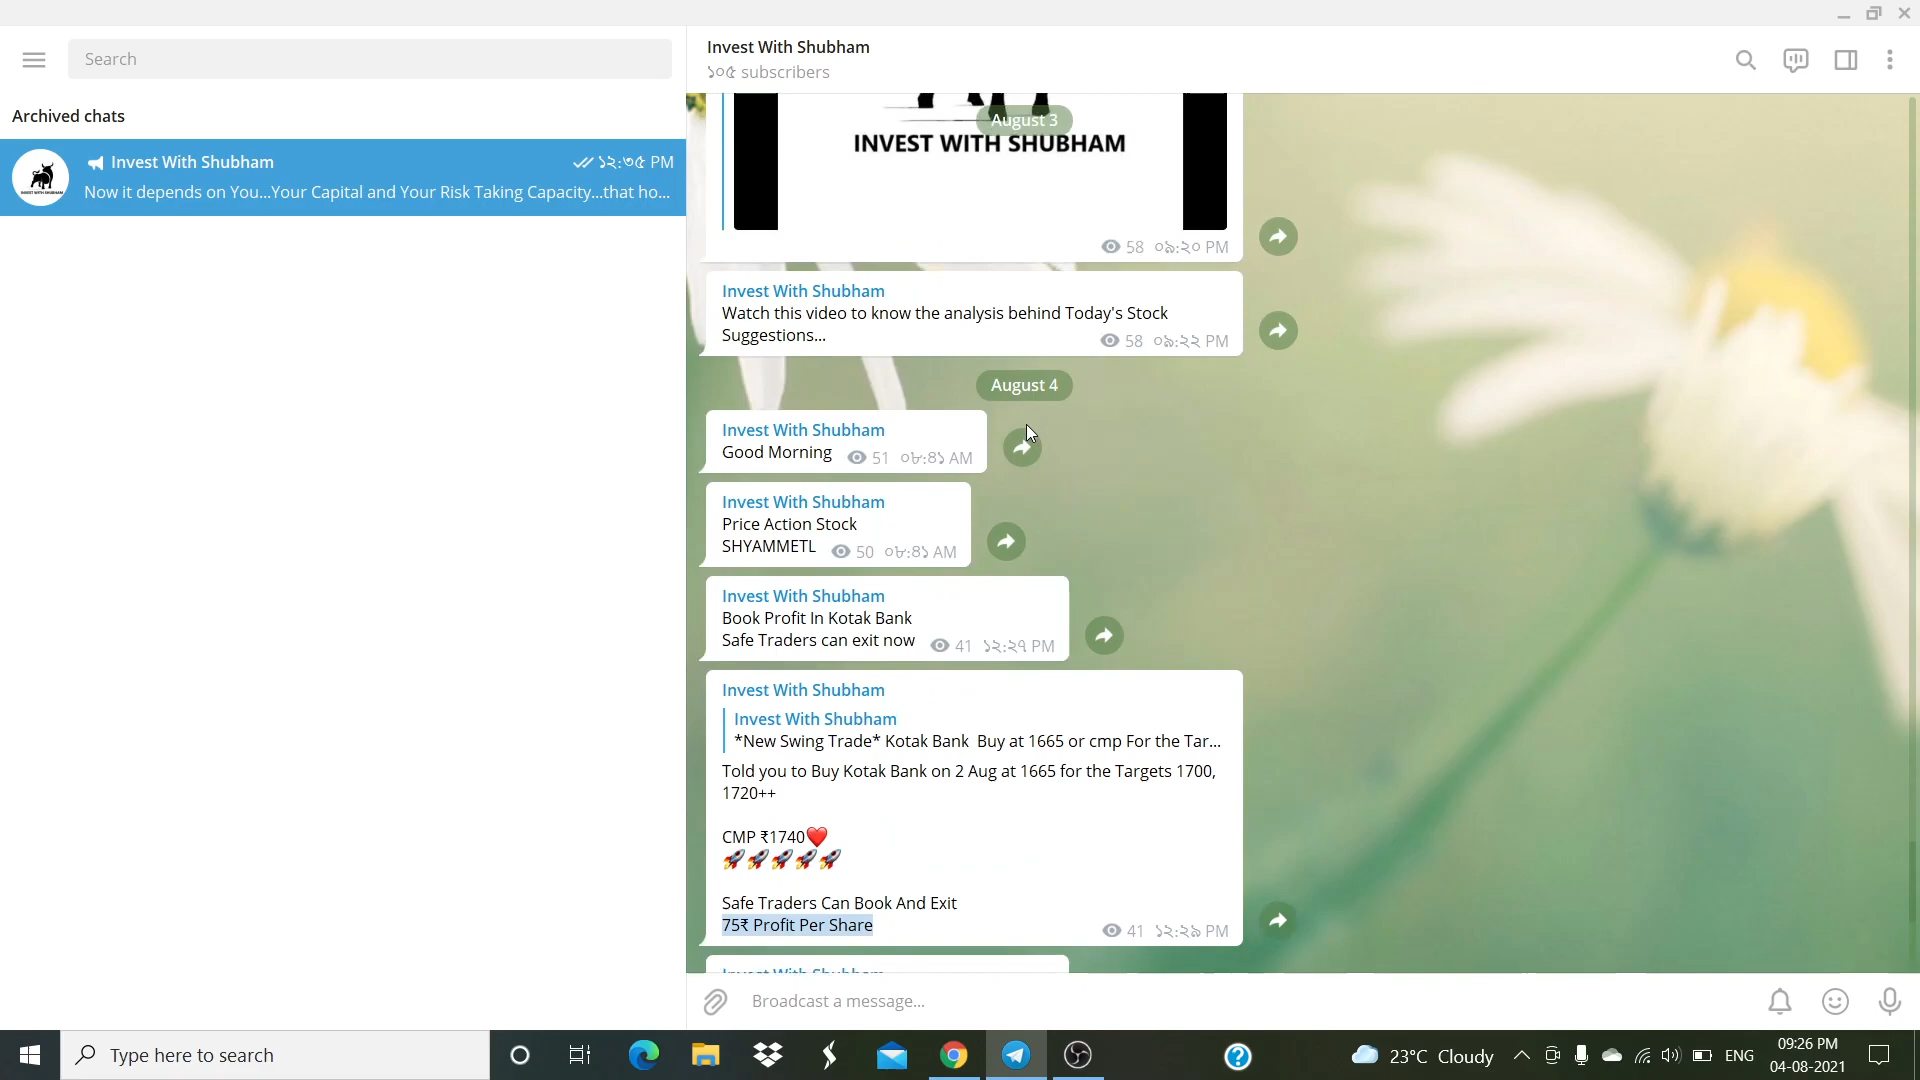 Search
Archived chats
Invest With Shubham
১২:৩৫ PM
Now it depends on You...Your Capital and Your Risk Taking Capacity...that ho...
Invest With Shubham
১০৫ subscribers
August 3
INVEST WITH SHUBHAM
58 ০৯:২০ PM
Invest With Shubham
Watch this video to know the analysis behind Today's Stock
Suggestions...
58 ০৯:২২ PM
August 4
Invest With Shubham
Good Morning
51 ০৮:৪১ AM
Invest With Shubham
Price Action Stock
SHYAMMETL
50 ০৮:৪১ AM
Invest With Shubham
Book Profit In Kotak Bank
Safe Traders can exit now
41 ১২:২৭ PM
Invest With Shubham
Invest With Shubham
*New Swing Trade* Kotak Bank Buy at 1665 or cmp For the Tar...
Told you to Buy Kotak Bank on 2 Aug at 1665 for the Targets 1700,
1720++
CMP ₹1740❤️
🚀🚀🚀🚀🚀
Safe Traders Can Book And Exit
75₹ Profit Per Share
41 ১২:২৯ PM
Broadcast a message...
Type here to search
23°C Cloudy
ENG
09:26 PM
04-08-2021